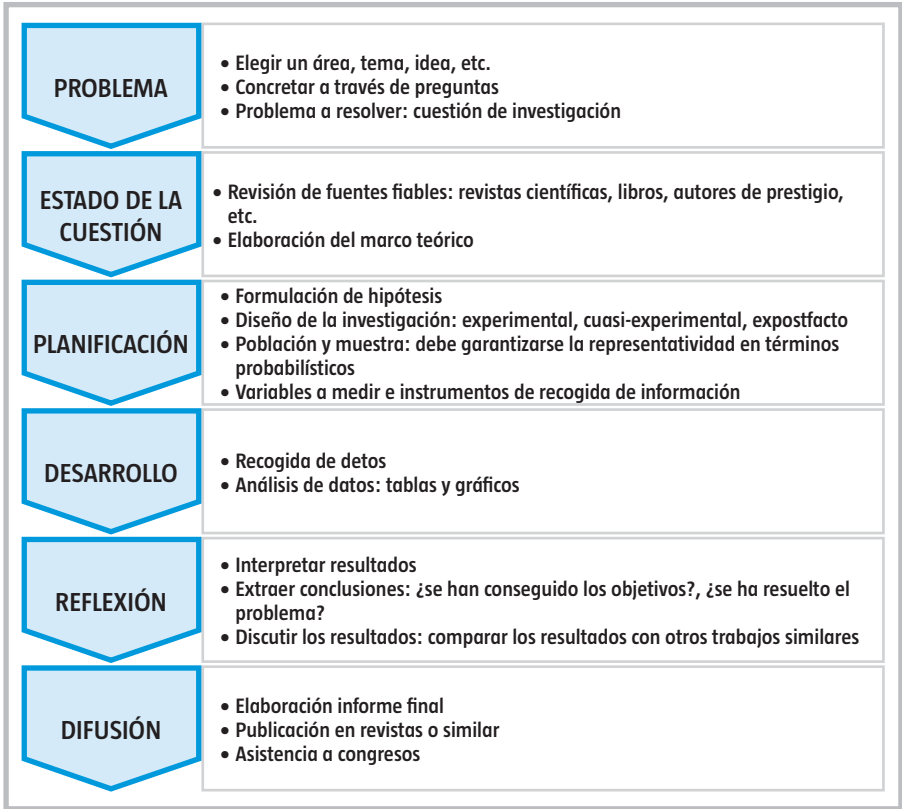 PROBLEMA
• Elegir un área, tema, idea, etc.
• Concretar a través de preguntas
• Problema a resolver: cuestión de investigación
ESTADO DE LA
CUESTIÓN
• Revisión de fuentes fiables: revistas científicas, libros, autores de prestigio,
etc.
• Elaboración del marco teórico
PLANIFICACIÓN
• Formulación de hipótesis
• Diseño de la investigación: experimental, cuasi-experimental, expostfacto
• Población y muestra: debe garantizarse la representatividad en términos
probabilísticos
• Variables a medir e instrumentos de recogida de información
DESARROLLO
• Recogida de detos
• Análisis de datos: tablas y gráficos
REFLEXIÓN
• Interpretar resultados
• Extraer conclusiones: ¿se han conseguido los objetivos?, ¿se ha resuelto el
problema?
• Discutir los resultados: comparar los resultados con otros trabajos similares
DIFUSIÓN
• Elaboración informe final
• Publicación en revistas o similar
• Asistencia a congresos